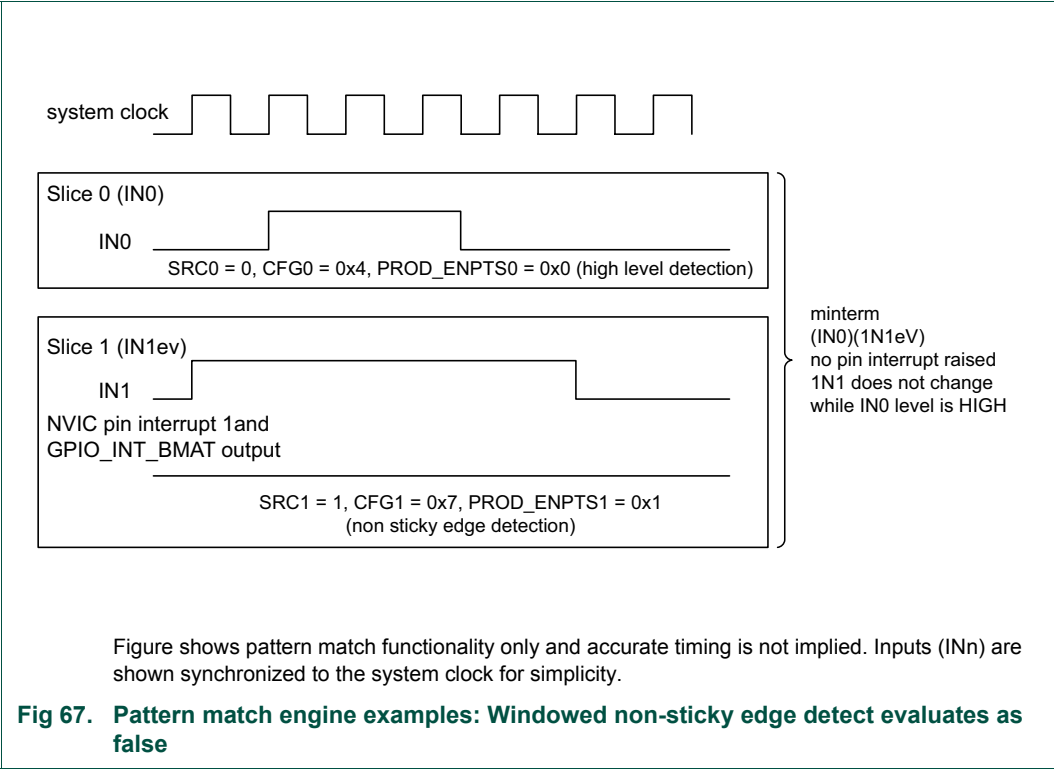 system clock
Slice 0 (IN0)
IN0
SRC0 = 0, CFG0 = 0x4, PROD_ENPTS0 = 0x0 (high level detection)
Slice 1 (IN1ev)
IN1
NVIC pin interrupt 1and
GPIO_INT_BMAT output
SRC1 = 1, CFG1 = 0x7, PROD_ENPTS1 = 0x1
(non sticky edge detection)
minterm
(IN0)(1N1eV)
no pin interrupt raised
1N1 does not change
while IN0 level is HIGH
Figure shows pattern match functionality only and accurate timing is not implied. Inputs (INn) are
shown synchronized to the system clock for simplicity.
Fig 67. Pattern match engine examples: Windowed non-sticky edge detect evaluates as
false